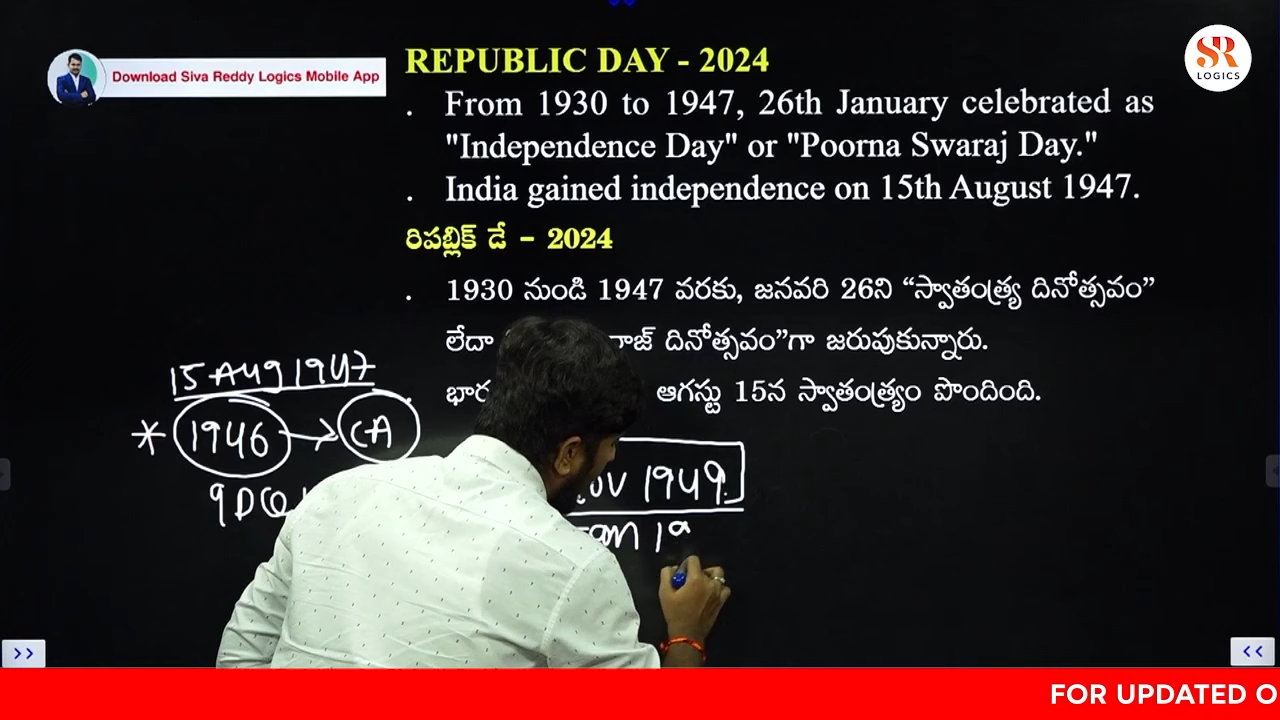 Download Siva Reddy Logics Mobile App
SR
LOGICS
REPUBLIC DAY - 2024
. From 1930 to 1947, 26th January celebrated as
"Independence Day" or "Poorna Swaraj Day."
. India gained independence on 15th August 1947.
రిపబ్లిక్ డే - 2024
. 1930 నుండి 1947 వరకు, జనవరి 26ని “స్వాతంత్ర్య దినోత్సవం”
లేదా దినోత్సవం”గా జరుపుకున్నారు.
ఆగస్టు 15న స్వాతంత్ర్యం పొందింది.
15 Aug 1947
* 1946 → CA
9 Dec
1949
>>
<<
FOR UPDATED